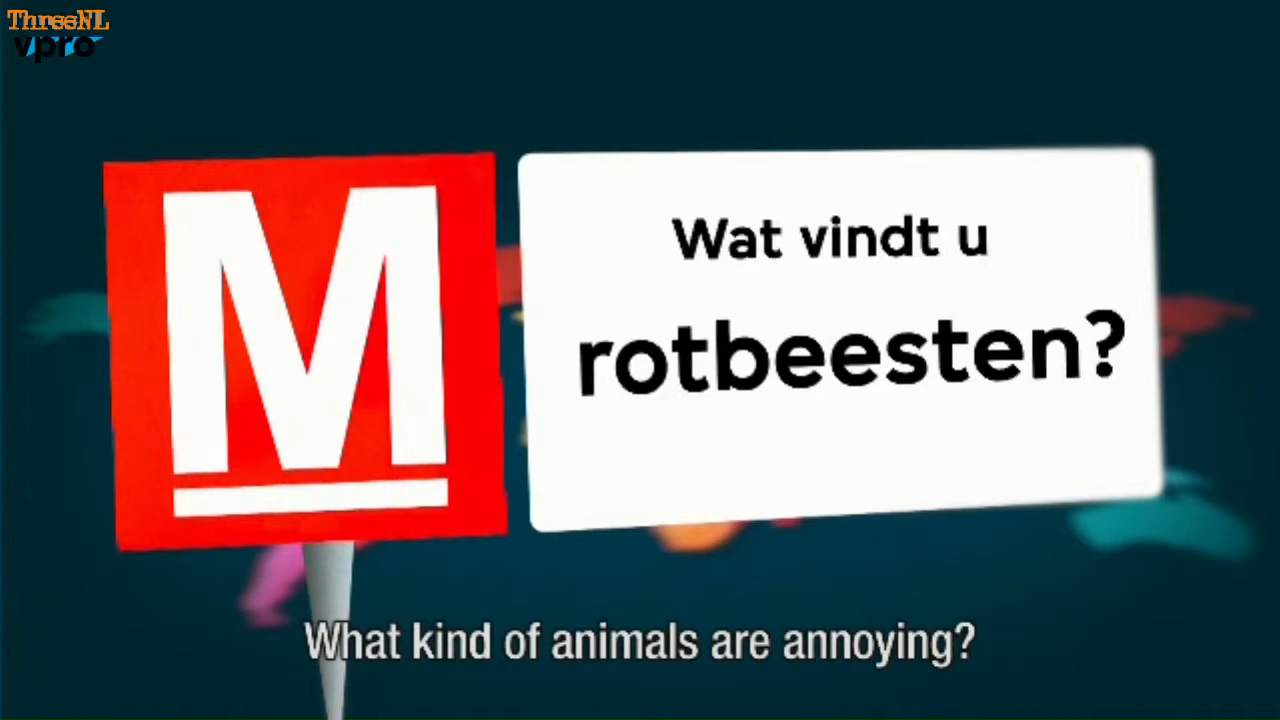 ThreeNL
vpro
M
Wat vindt u
rotbeesten?
What kind of animals are annoying?